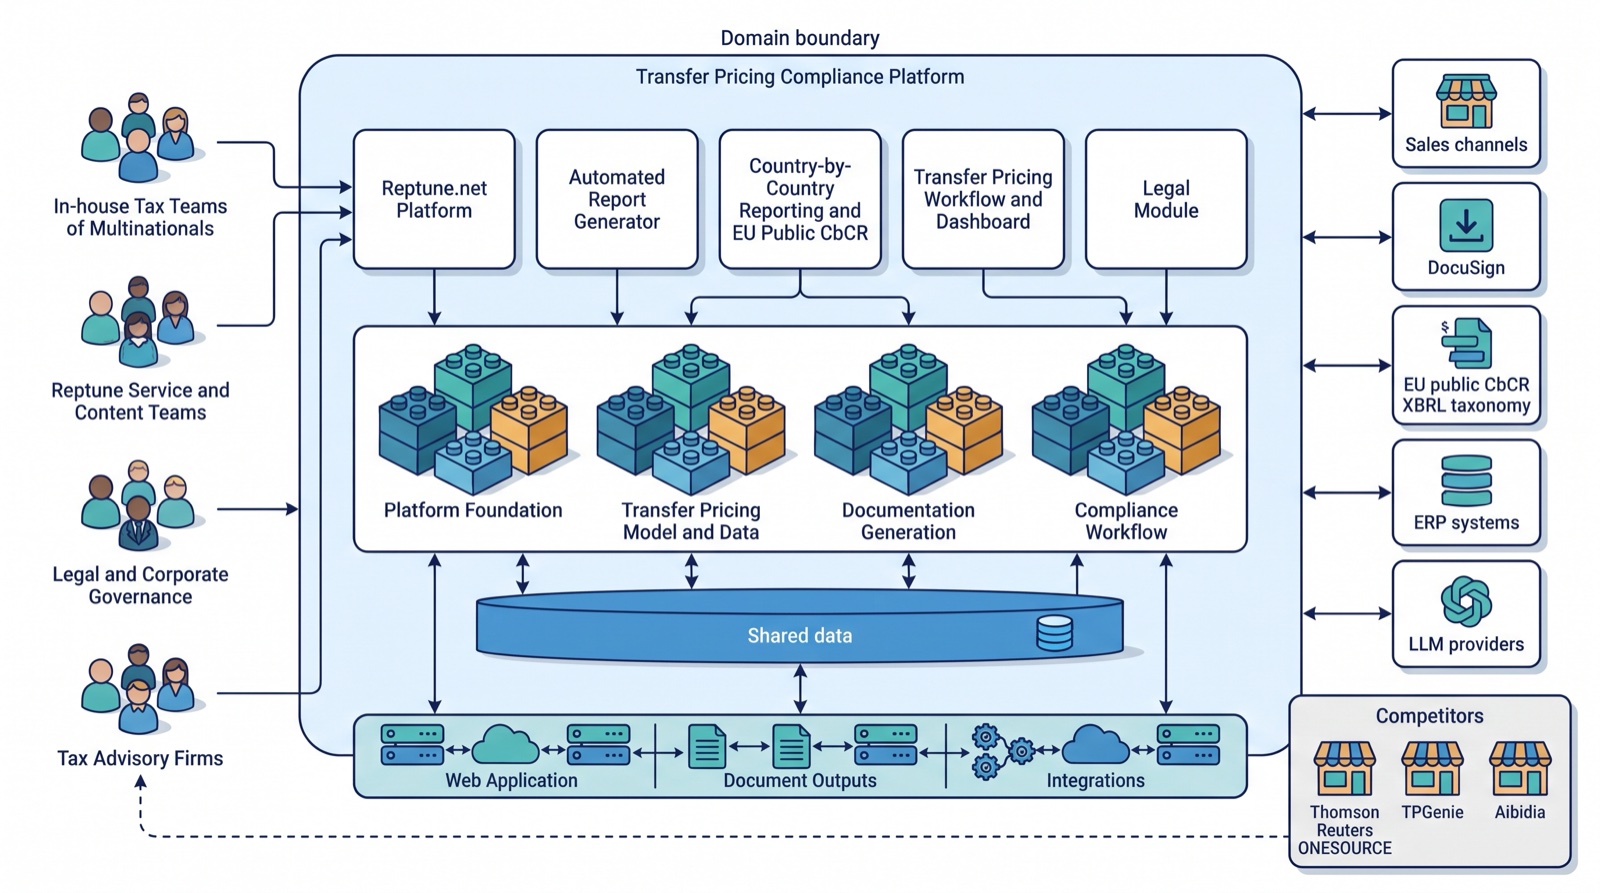 Domain boundary
Transfer Pricing Compliance Platform
In-house Tax Teams
of Multinationals
Reptune Service and
Content Teams
Legal and Corporate
Governance
Tax Advisory Firms
Reptune.net
Platform
Automated
Report
Generator
Country-by-
Country
Reporting and
EU Public CbCR
Transfer Pricing
Workflow and
Dashboard
Legal
Module
Platform Foundation
Transfer Pricing
Model and Data
Documentation
Generation
Compliance
Workflow
Shared data
Web Application
Document Outputs
Integrations
Sales channels
DocuSign
$
EU public CbCR
XBRL taxonomy
ERP systems
LLM providers
Competitors
Thomson
Reuters
ONESOURCE
TPGenie
Aibidia